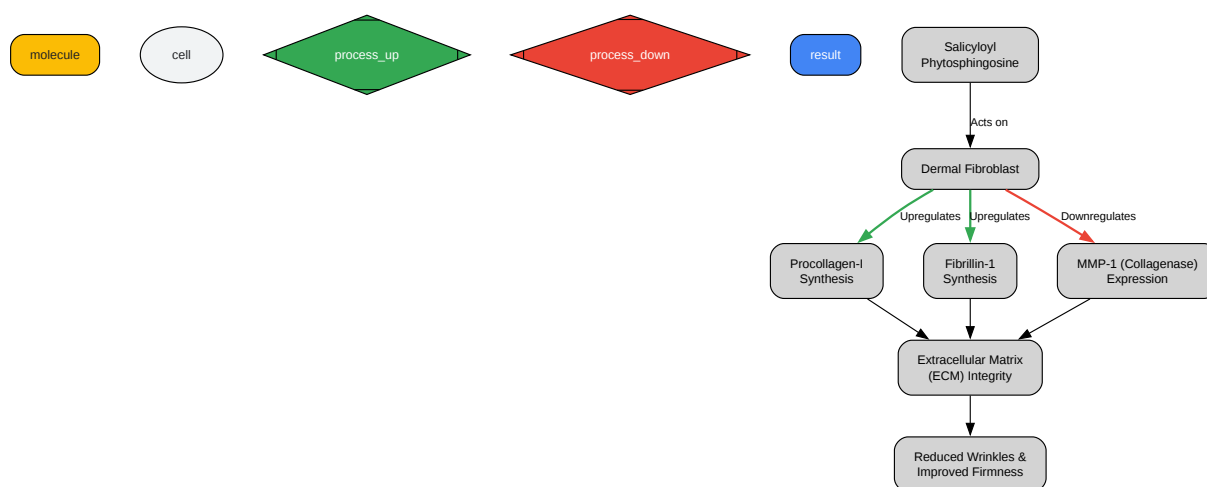 molecule
cell
process_up
process_down
result
Salicyloyl
Phytosphingosine
Acts on
Dermal Fibroblast
Upregulates
Upregulates
Downregulates
Procollagen-I
Synthesis
Fibrillin-1
Synthesis
MMP-1 (Collagenase)
Expression
Extracellular Matrix
(ECM) Integrity
Reduced Wrinkles &
Improved Firmness